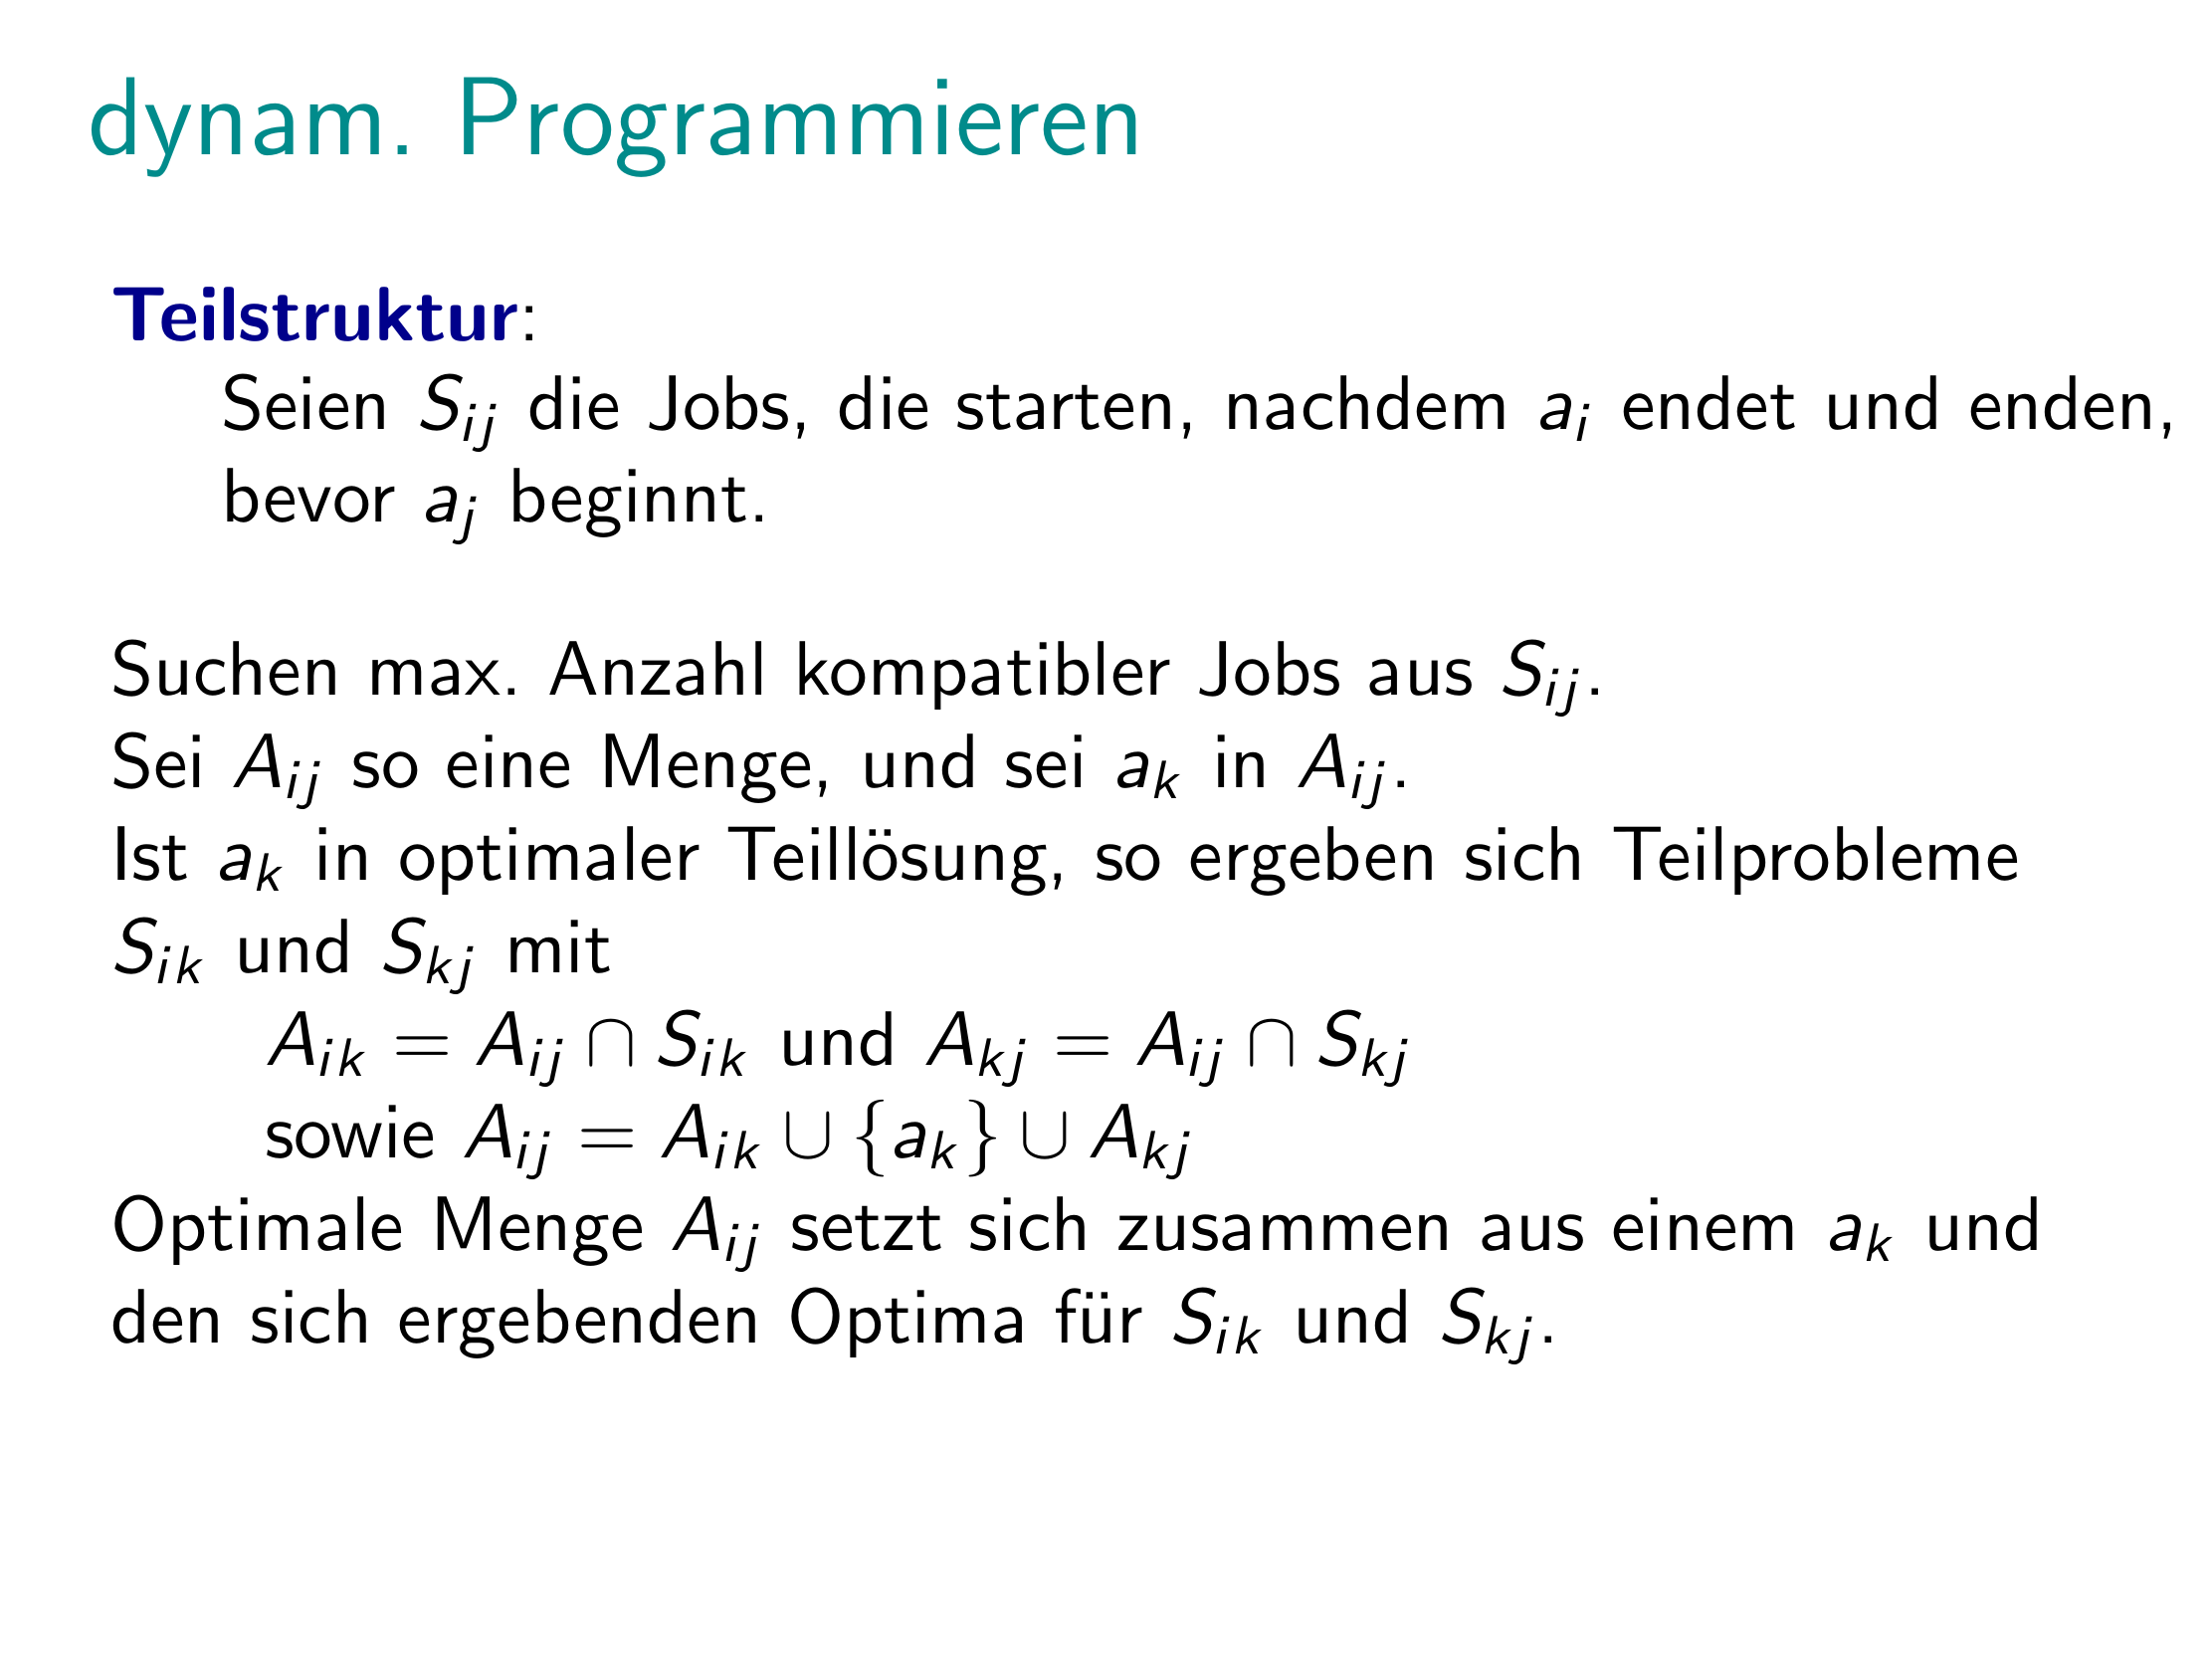 dynam. Programmieren
Teilstruktur:
Seien S_{ij} die Jobs, die starten, nachdem a_i endet und enden,
bevor a_j beginnt.
Suchen max. Anzahl kompatibler Jobs aus S_{ij}.
Sei A_{ij} so eine Menge, und sei a_k in A_{ij}.
Ist a_k in optimaler Teillösung, so ergeben sich Teilprobleme
S_{ik} und S_{kj} mit
A_{ik} = A_{ij} ∩ S_{ik} und A_{kj} = A_{ij} ∩ S_{kj}
sowie A_{ij} = A_{ik} ∪ {a_k} ∪ A_{kj}
Optimale Menge A_{ij} setzt sich zusammen aus einem a_k und
den sich ergebenden Optima für S_{ik} und S_{kj}.